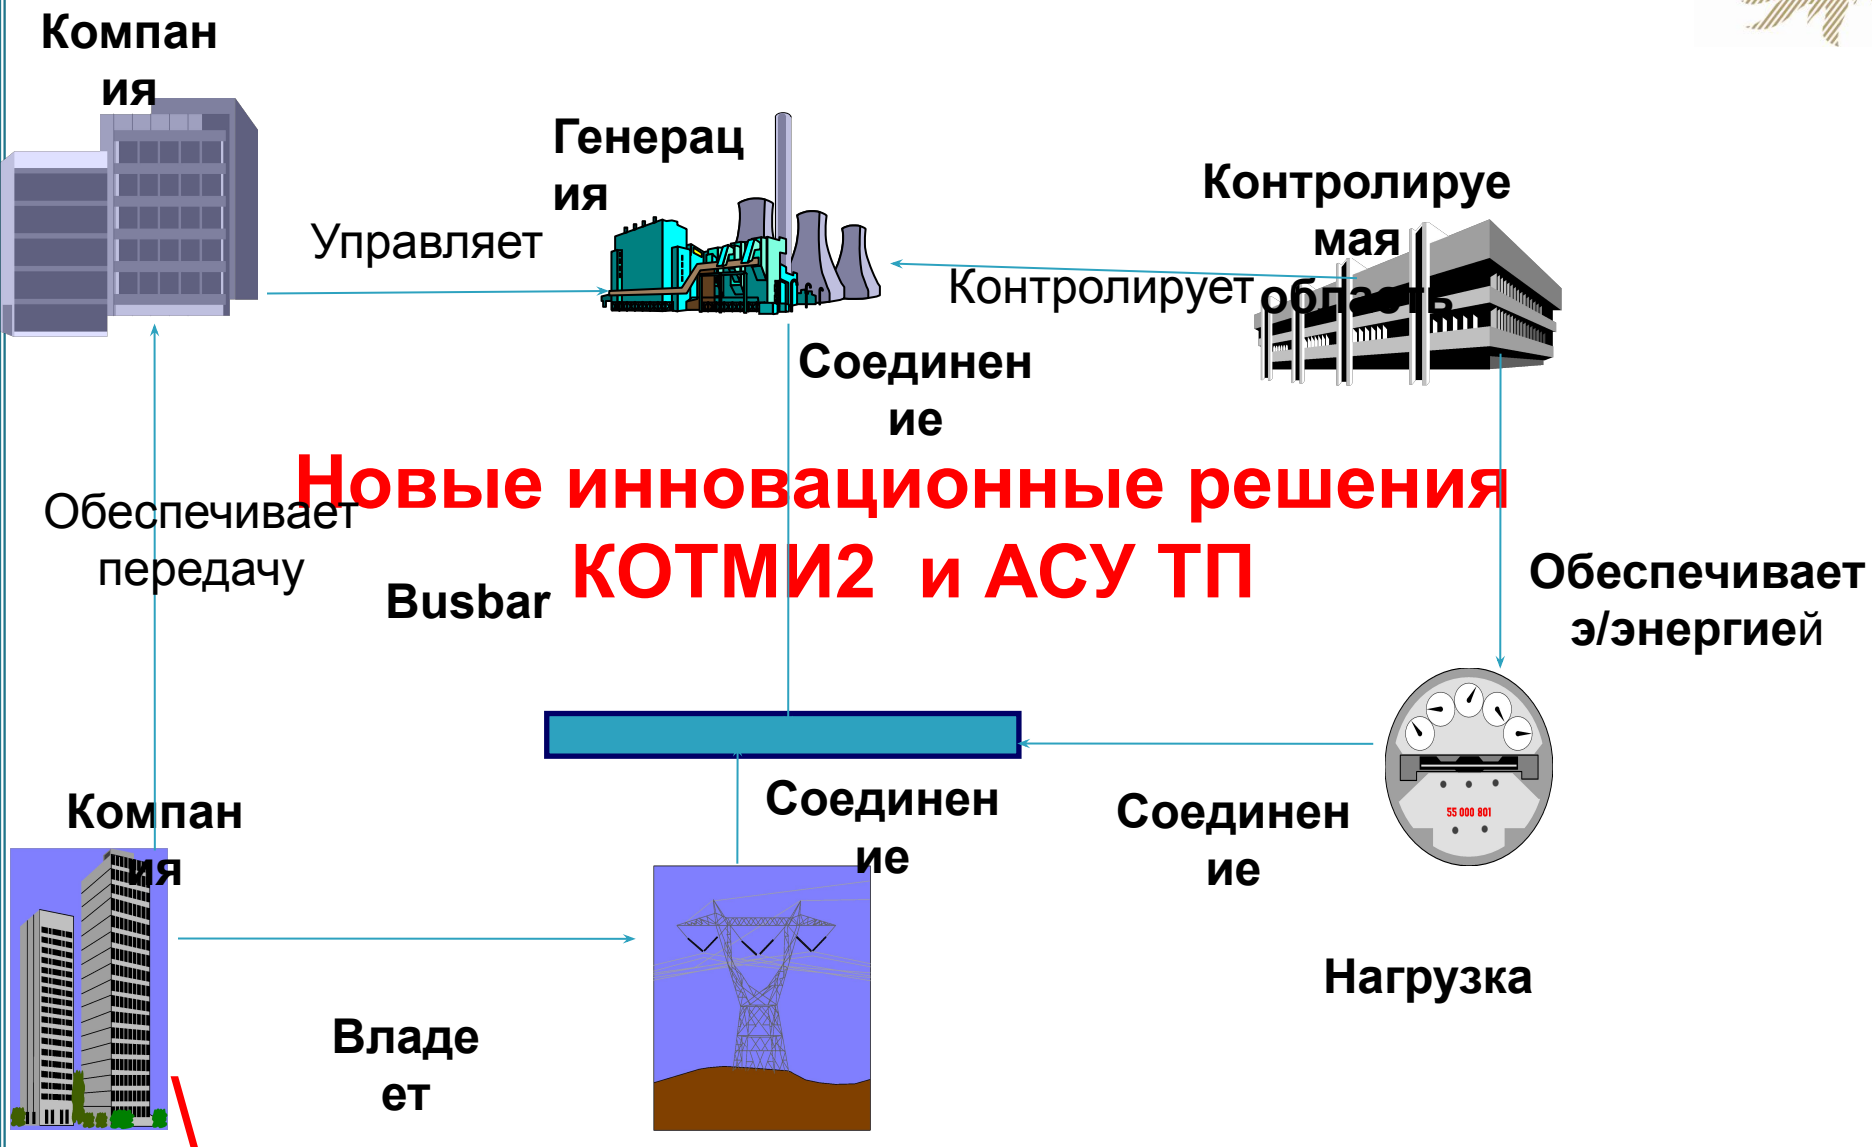 Компан
ия
Генерац
ия
Контролируе
мая
область
Управляет
Контролирует
Соединен
ие
Новые инновационные решения
КОТМИ2 и АСУ ТП
Обеспечивает
передачу
Busbar
Обеспечивает
э/энергией
Компан
ия
Соединен
ие
Соединен
ие
55 000 801
Нагрузка
Владе
ет